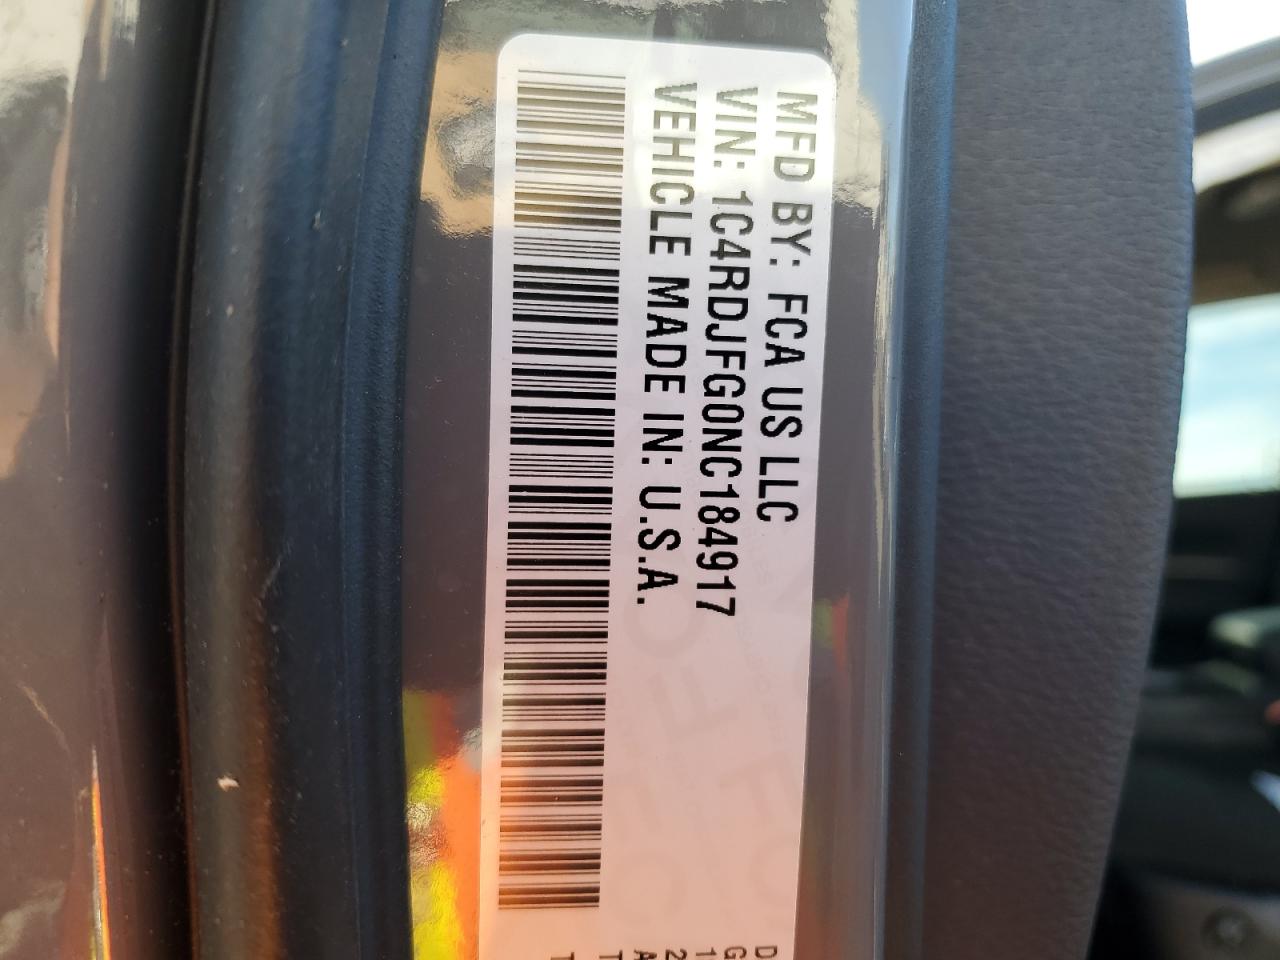 MFD BY: FCA US LLC
VIN: 1C4RDJFG0NC184917
VEHICLE MADE IN: U.S.A.